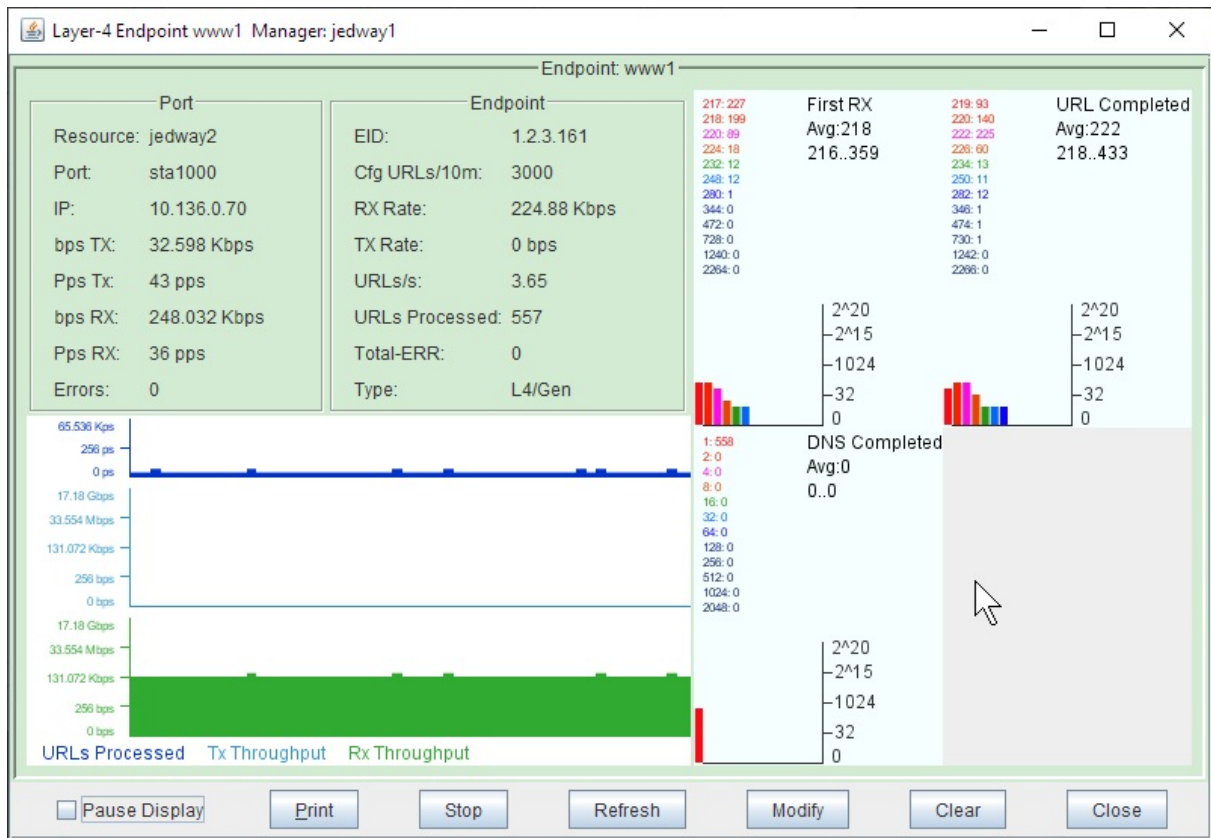 Layer-4 Endpoint www1 Manager: jedway1
Endpoint: www1
Port
Resource: jedway2
Port: sta1000
IP: 10.136.0.70
bps TX: 32.598 Kbps
Pps Tx: 43 pps
bps RX: 248.032 Kbps
Pps RX: 36 pps
Errors: 0
Endpoint
EID: 1.2.3.161
Cfg URLs/10m: 3000
RX Rate: 224.88 Kbps
TX Rate: 0 bps
URLs/s: 3.65
URLs Processed: 557
Total-ERR: 0
Type: L4/Gen
217: 227
218: 199
220: 89
224: 18
232: 12
248: 12
280: 1
344: 0
472: 0
728: 0
1240: 0
2264: 0
First RX
Avg:218
216..359
2^20
2^15
1024
32
0
219: 93
220: 140
222: 225
226: 60
234: 13
250: 11
282: 12
346: 1
474: 1
730: 1
1242: 0
2266: 0
URL Completed
Avg:222
218..433
2^20
2^15
1024
32
0
65.536 Kps
256 ps
0 ps
17.18 Gbps
33.554 Mbps
131.072 Kbps
256 bps
0 bps
17.18 Gbps
33.554 Mbps
131.072 Kbps
256 bps
0 bps
URLs Processed Tx Throughput Rx Throughput
1: 558
2: 0
4: 0
8: 0
16: 0
32: 0
64: 0
128: 0
256: 0
512: 0
1024: 0
2048: 0
DNS Completed
Avg:0
0..0
2^20
2^15
1024
32
0
Pause Display Print Stop Refresh Modify Clear Close